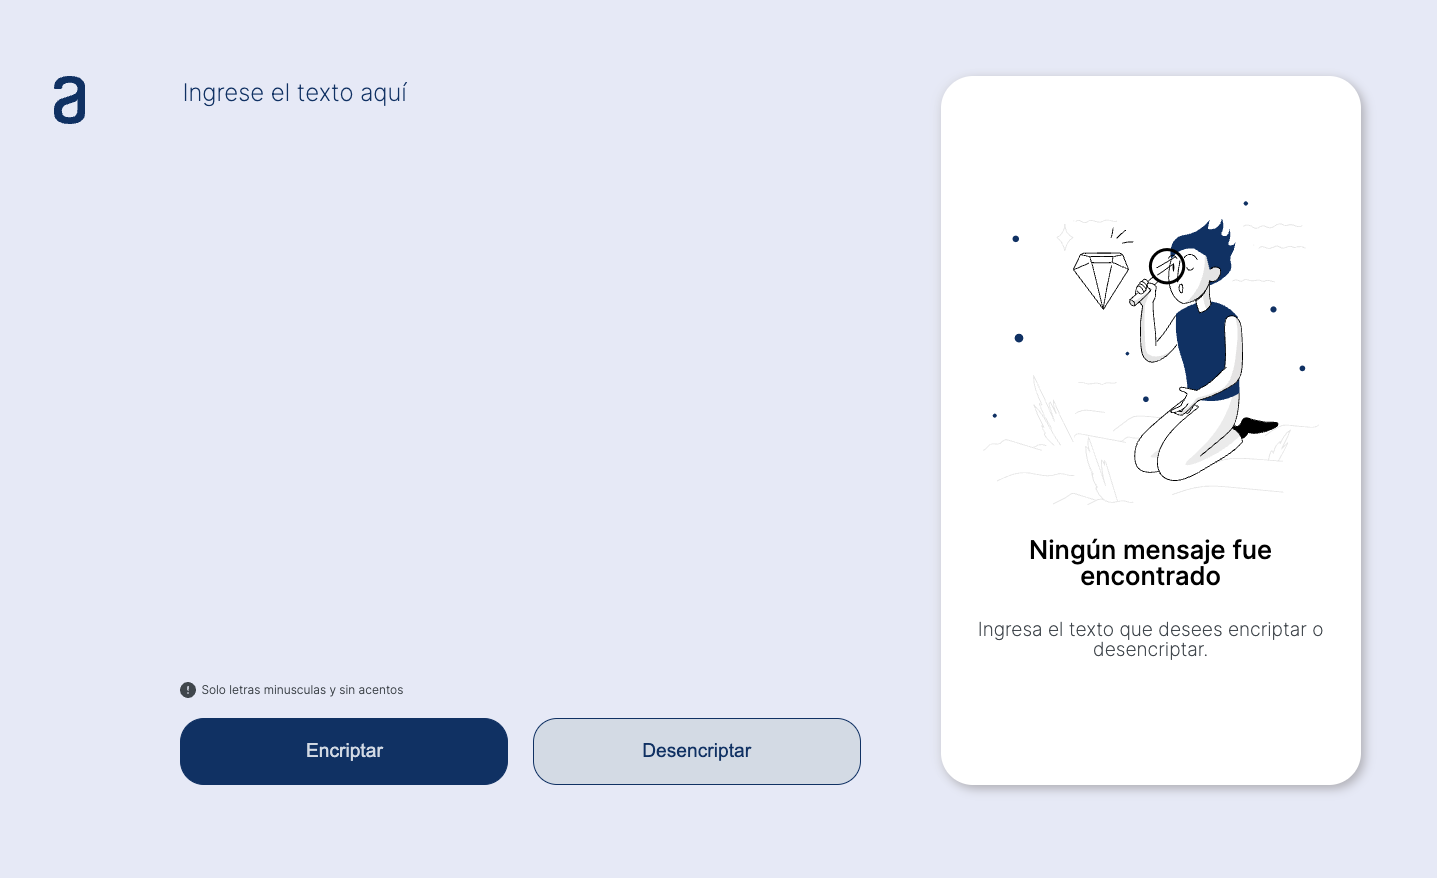 a
Ingrese el texto aquí
Solo letras minusculas y sin acentos
Encriptar
Desencriptar
Ningún mensaje fue
encontrado
Ingresa el texto que desees encriptar o
desencriptar.